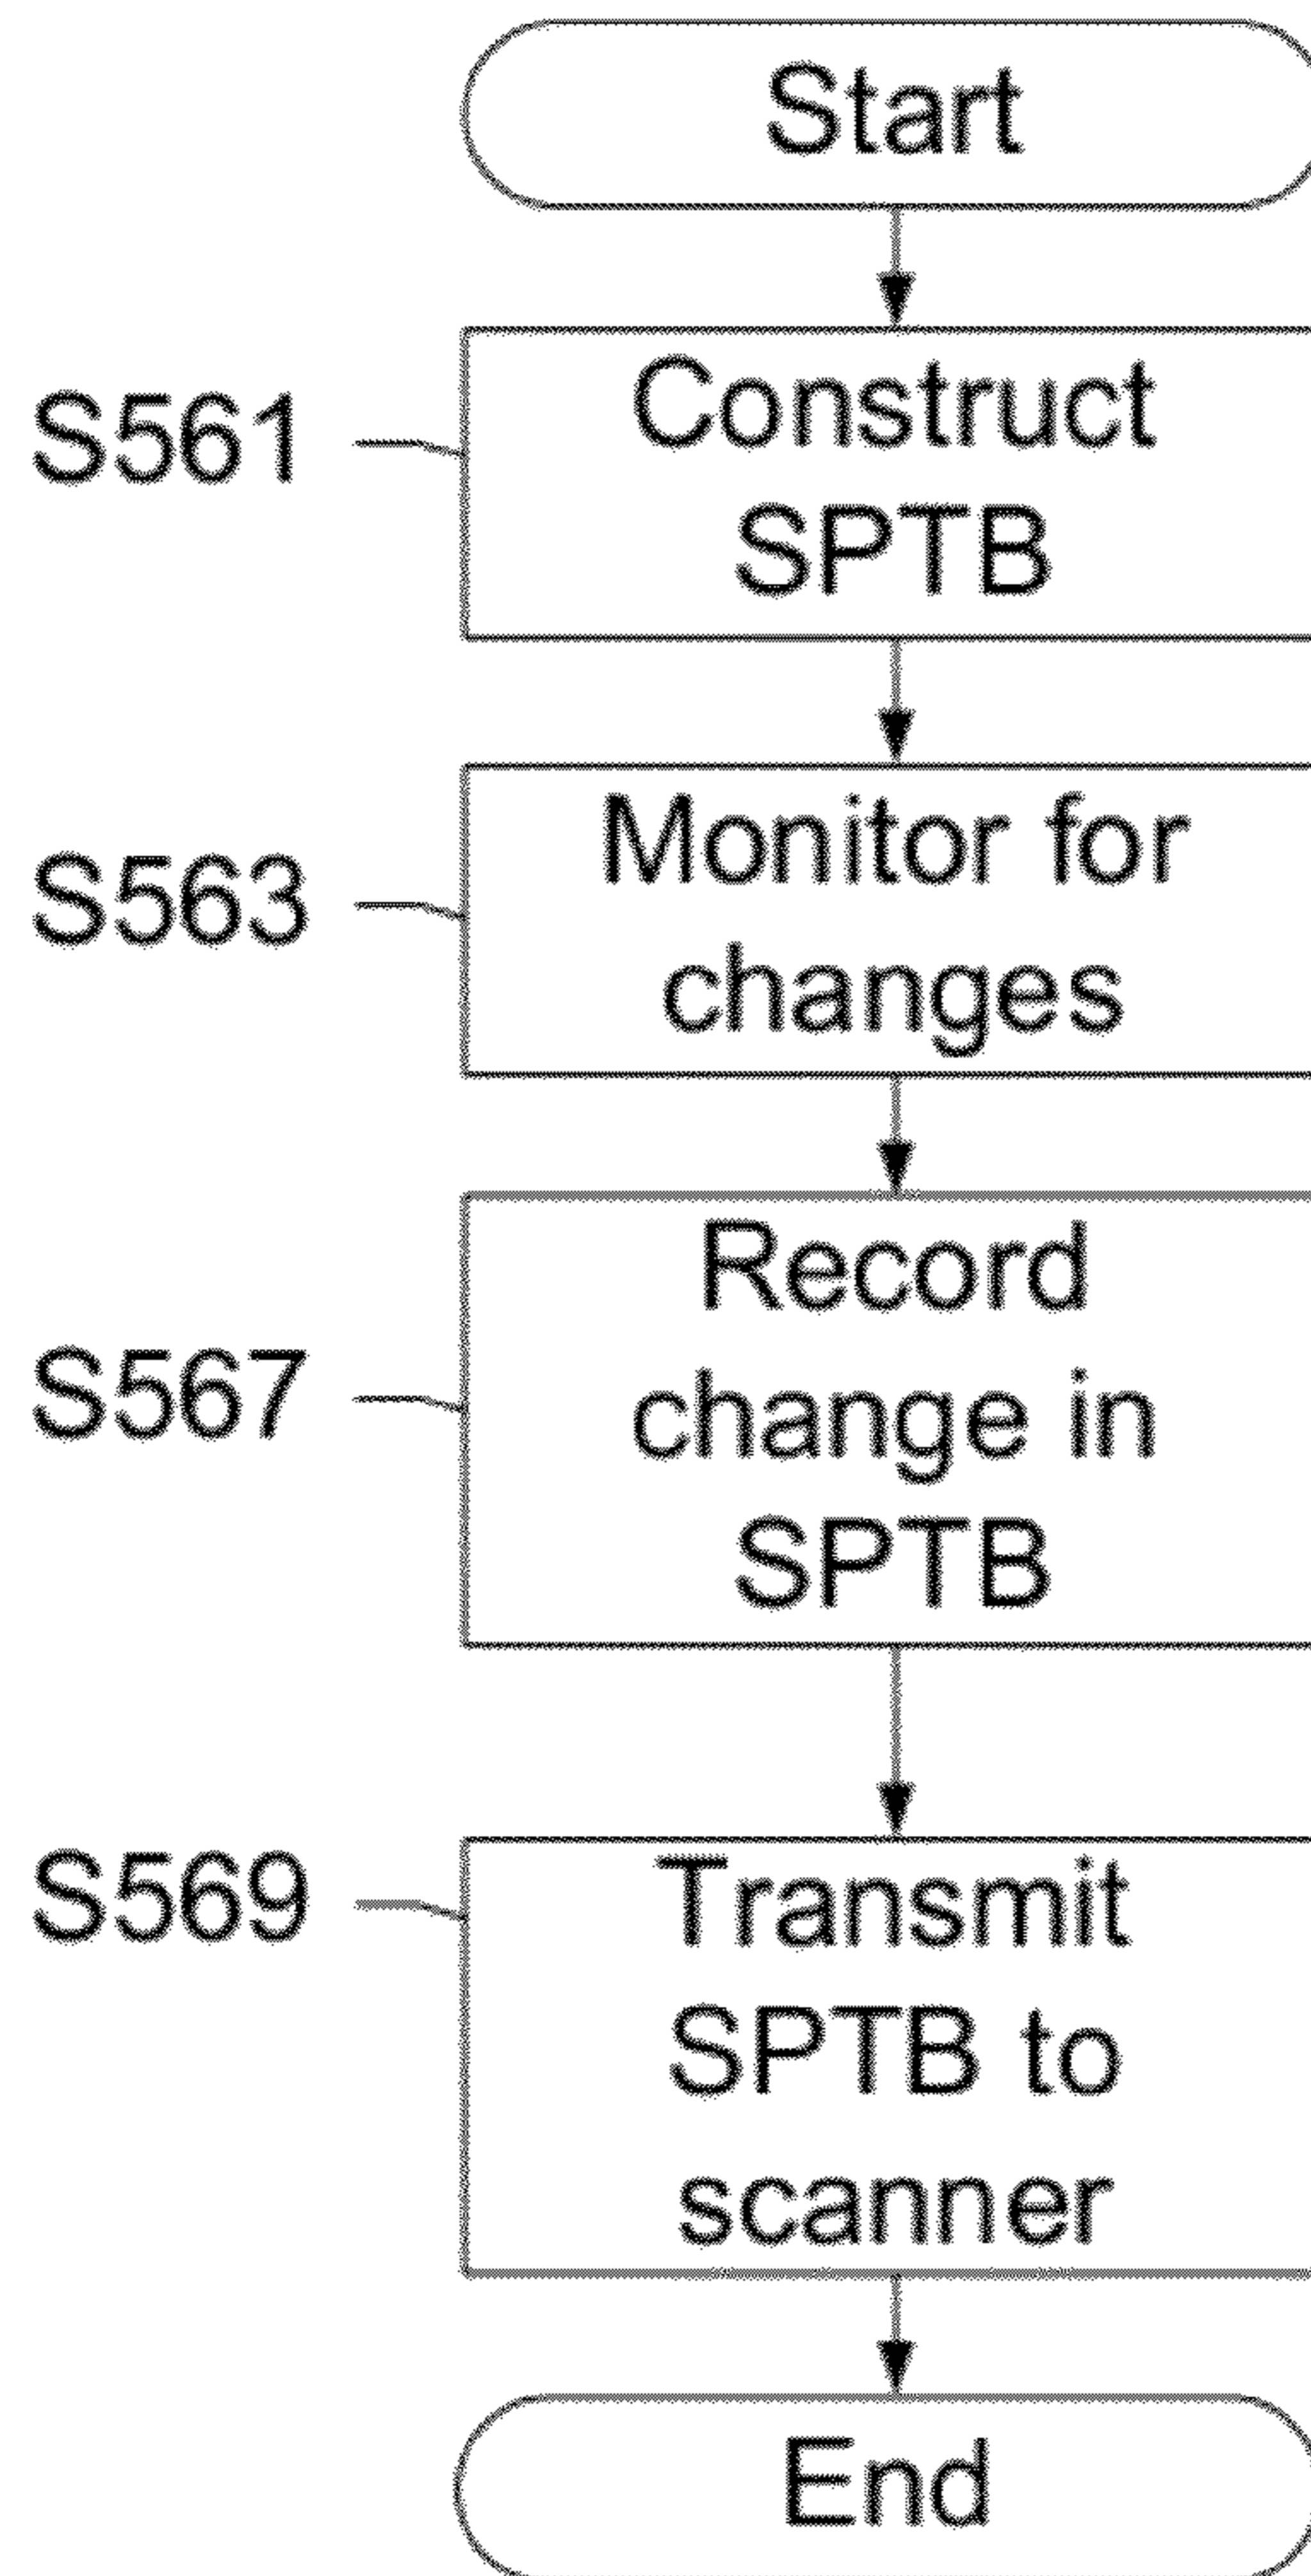 Start
S561
Construct
SPTB
S563
Monitor for
changes
S567
Record
change in
SPTB
S569
Transmit
SPTB to
scanner
End